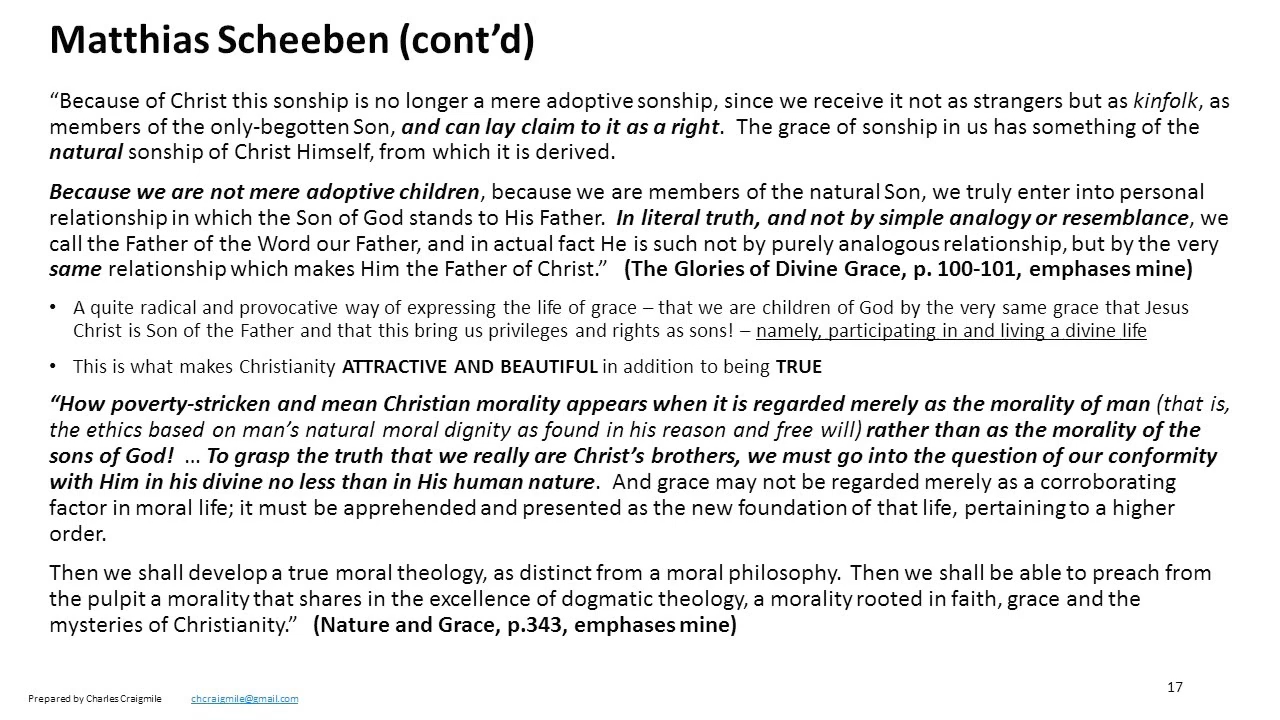 Matthias Scheeben (cont’d)
“Because of Christ this sonship is no longer a mere adoptive sonship, since we receive it not as strangers but as kinfolk, as
members of the only-begotten Son, and can lay claim to it as a right.  The grace of sonship in us has something of the
natural sonship of Christ Himself, from which it is derived.
Because we are not mere adoptive children, because we are members of the natural Son, we truly enter into personal
relationship in which the Son of God stands to His Father.  In literal truth, and not by simple analogy or resemblance, we
call the Father of the Word our Father, and in actual fact He is such not by purely analogous relationship, but by the very
same relationship which makes Him the Father of Christ.”   (The Glories of Divine Grace, p. 100-101, emphases mine)
• A quite radical and provocative way of expressing the life of grace – that we are children of God by the very same grace that Jesus
Christ is Son of the Father and that this bring us privileges and rights as sons! – namely, participating in and living a divine life
• This is what makes Christianity ATTRACTIVE AND BEAUTIFUL in addition to being TRUE
“How poverty-stricken and mean Christian morality appears when it is regarded merely as the morality of man (that is,
the ethics based on man’s natural moral dignity as found in his reason and free will) rather than as the morality of the
sons of God!  … To grasp the truth that we really are Christ’s brothers, we must go into the question of our conformity
with Him in his divine no less than in His human nature.  And grace may not be regarded merely as a corroborating
factor in moral life; it must be apprehended and presented as the new foundation of that life, pertaining to a higher
order.
Then we shall develop a true moral theology, as distinct from a moral philosophy.  Then we shall be able to preach from
the pulpit a morality that shares in the excellence of dogmatic theology, a morality rooted in faith, grace and the
mysteries of Christianity.”   (Nature and Grace, p.343, emphases mine)
17
Prepared by Charles Craigmile chcraigmile@gmail.com